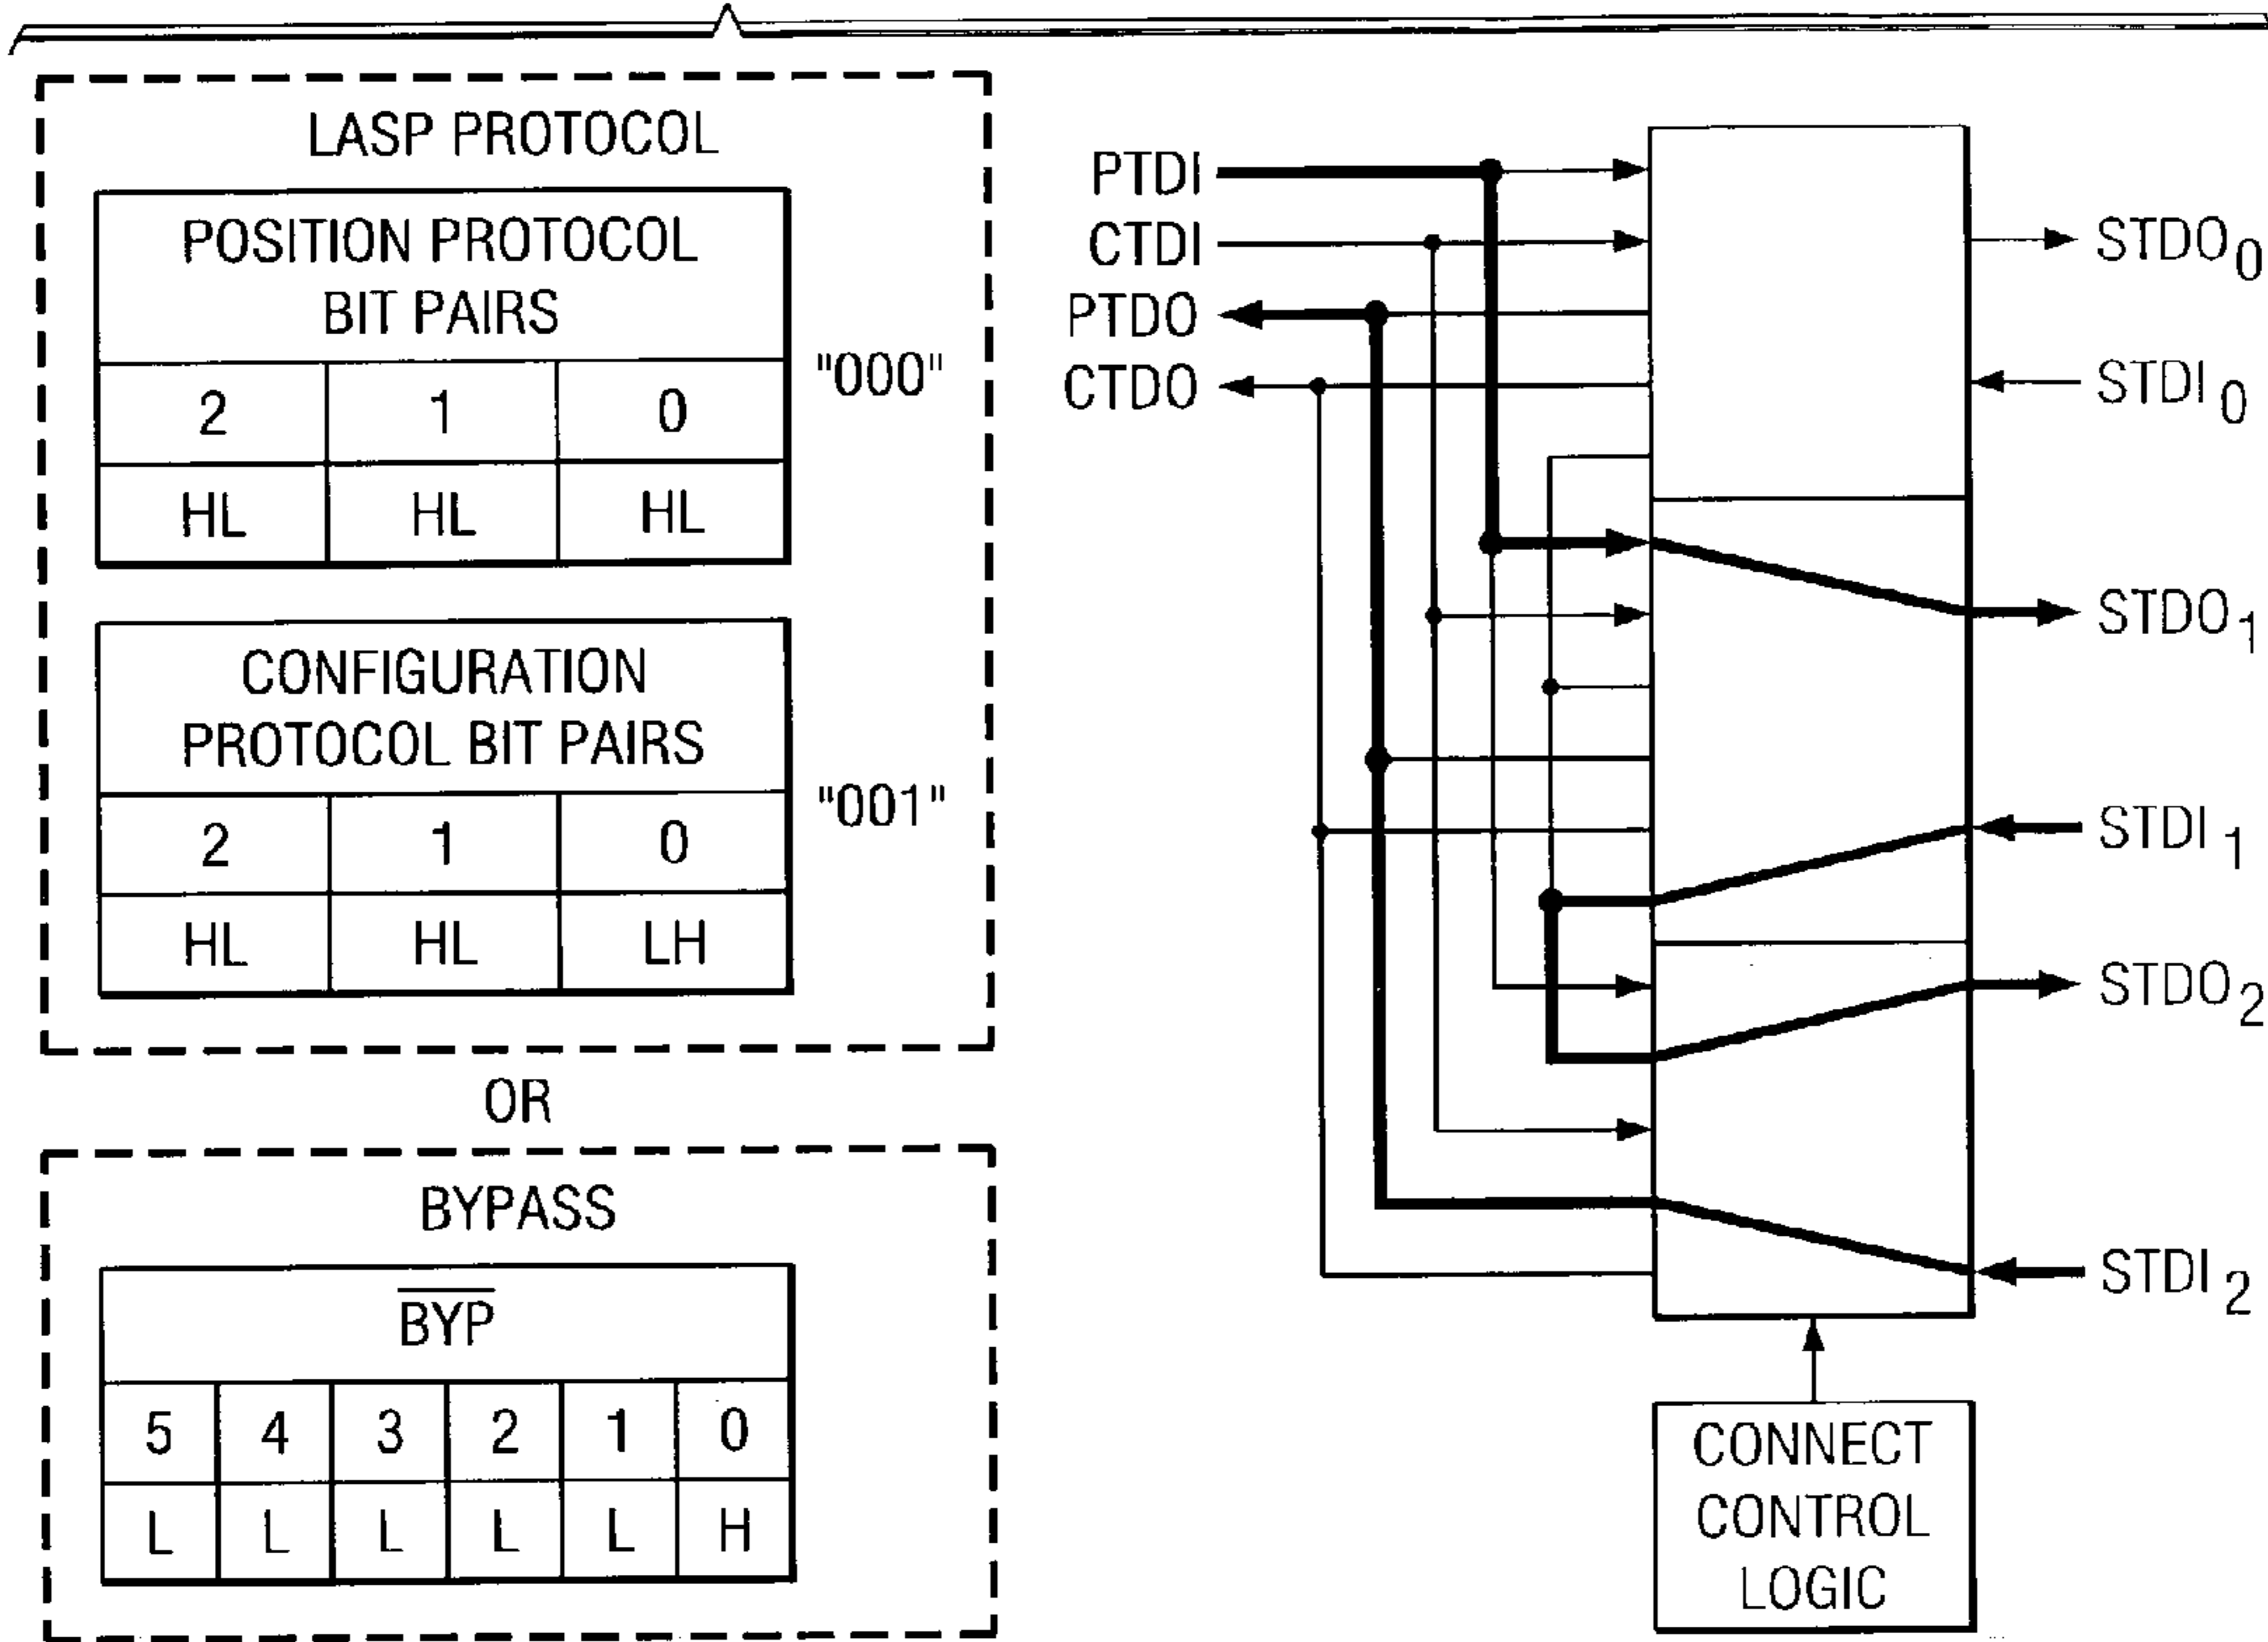 LASP PROTOCOL
POSITION PROTOCOL
BIT PAIRS
2 1 0
HL HL HL
"000"
CONFIGURATION
PROTOCOL BIT PAIRS
2 1 0
HL HL LH
"001"
OR
BYPASS
BYP
5 4 3 2 1 0
L L L L L H
PTDI
CTDI
PTDO
CTDO
STDO0
STDI0
STDO1
STDI1
STDO2
STDI2
CONNECT
CONTROL
LOGIC